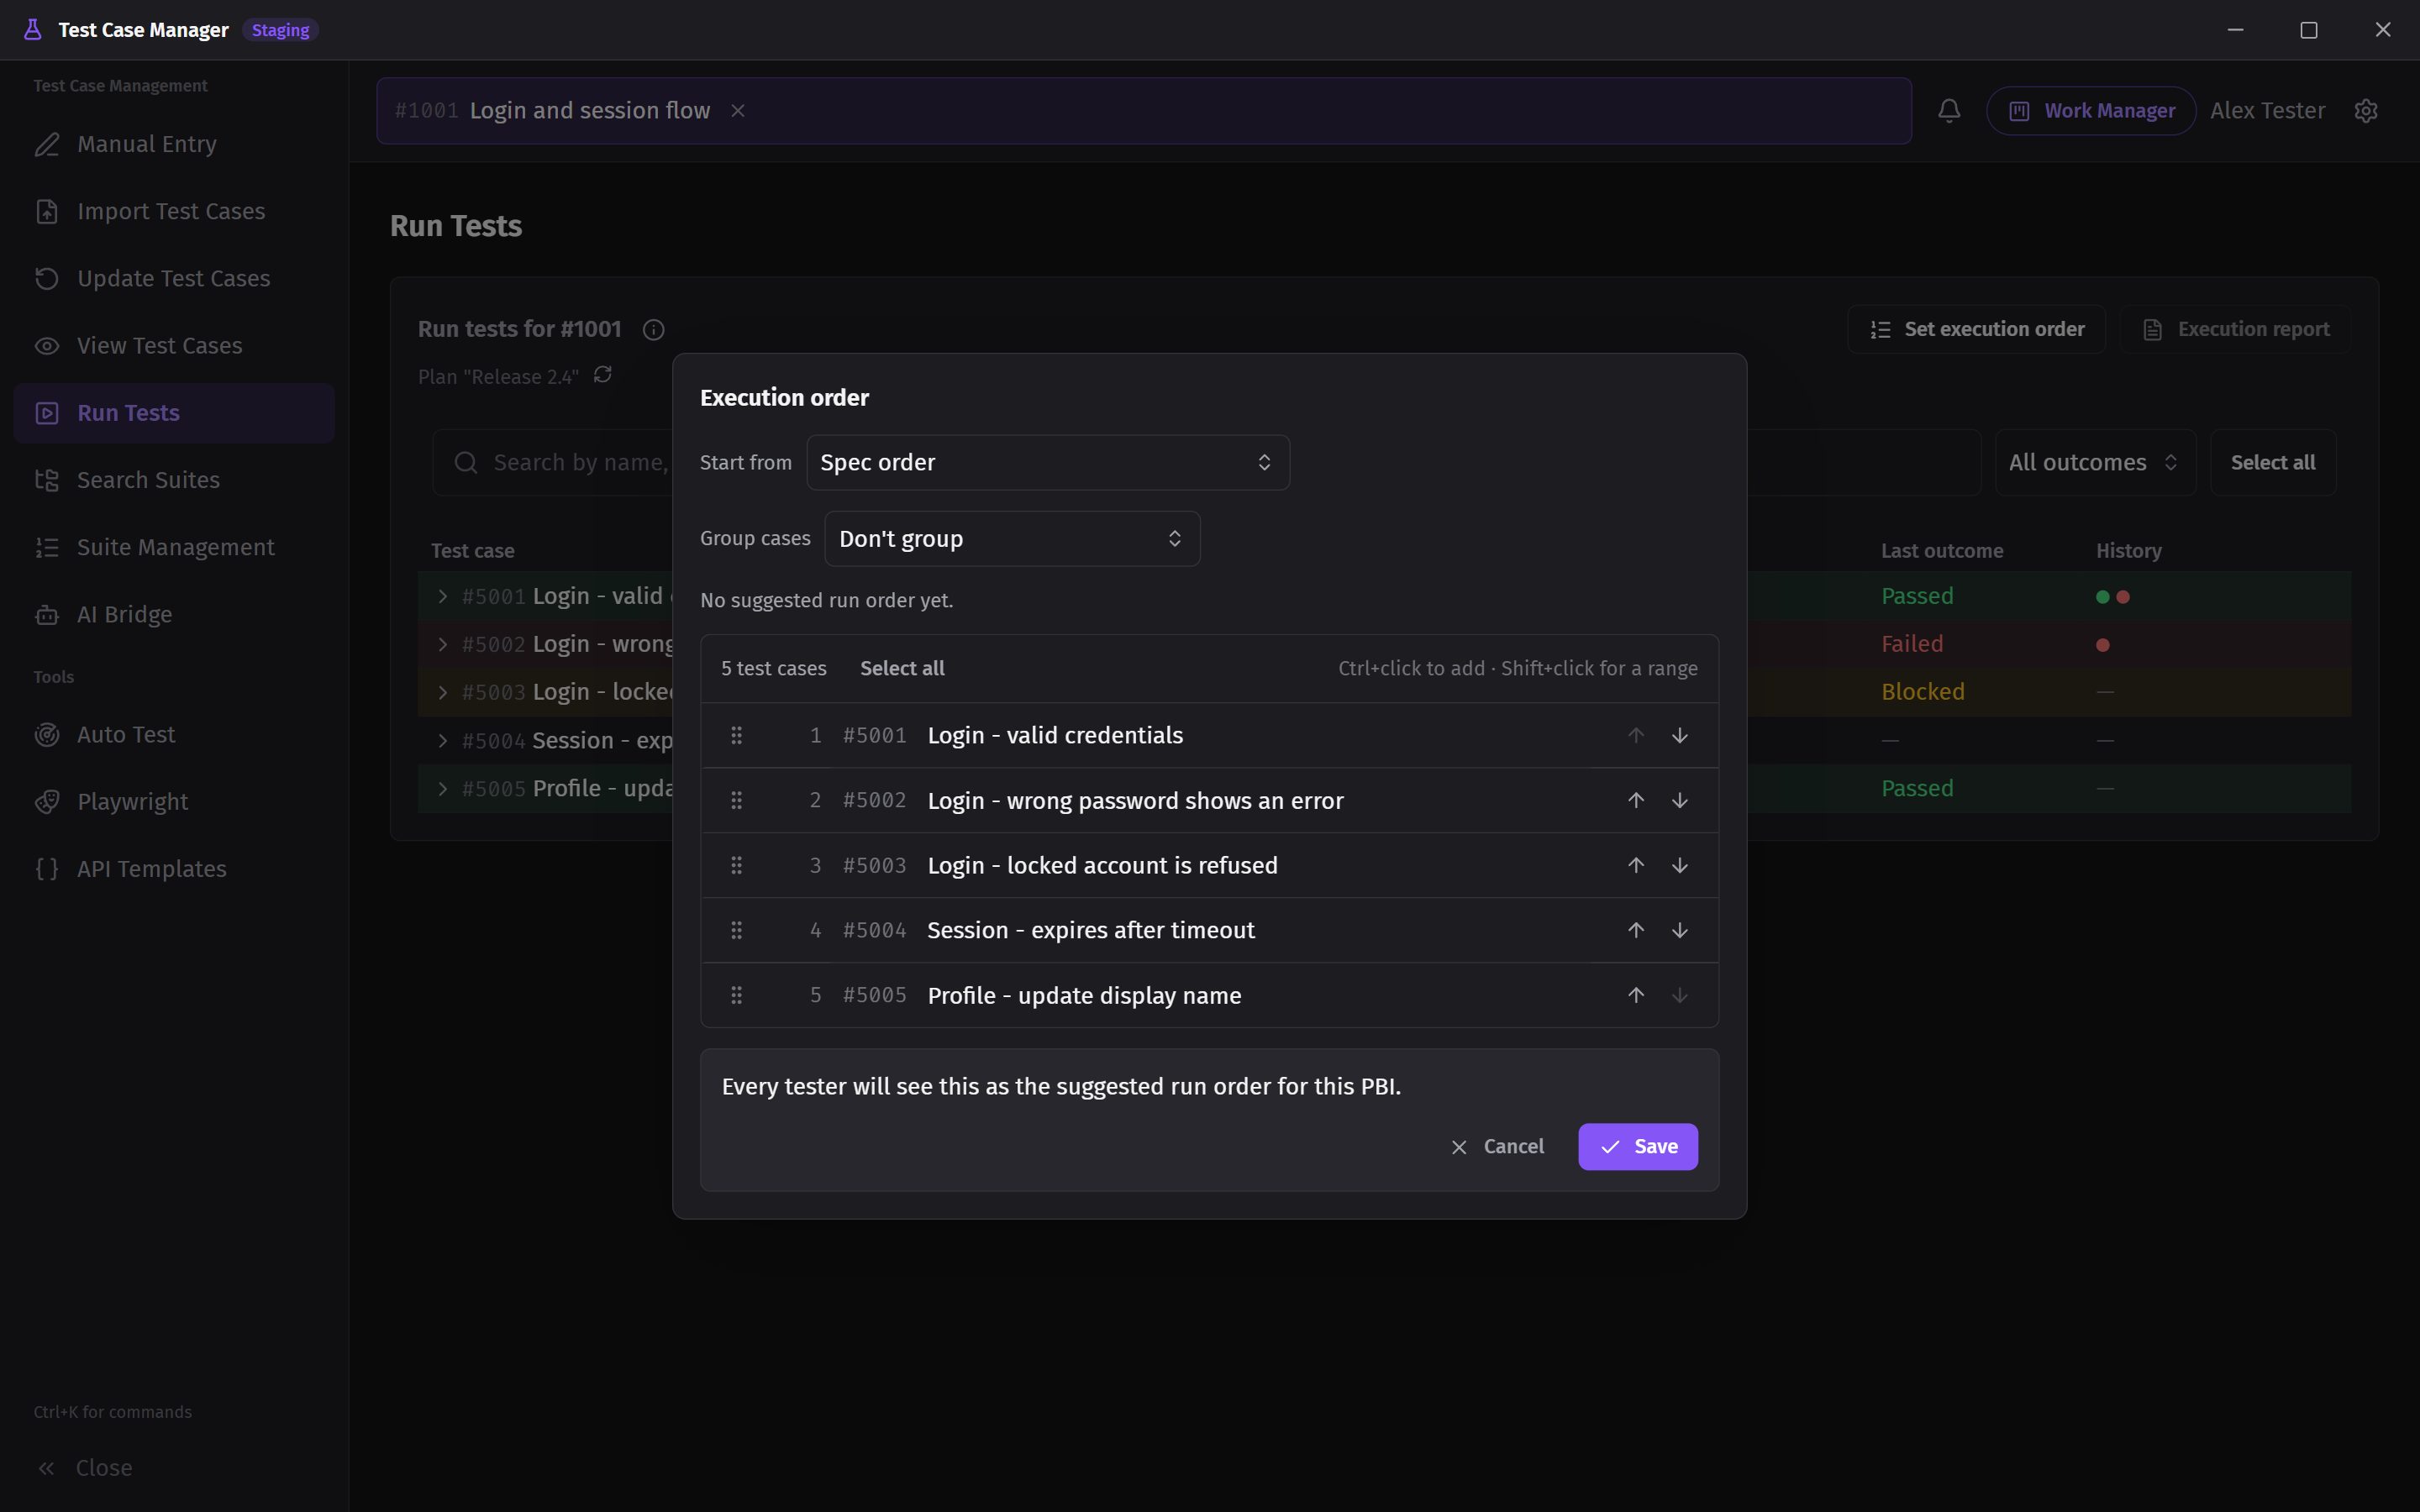 Test Case Manager Staging
Test Case Management
Manual Entry
Import Test Cases
Update Test Cases
View Test Cases
Run Tests
Search Suites
Suite Management
AI Bridge
Tools
Auto Test
Playwright
API Templates
Ctrl+K for commands
Close
#1001 Login and session flow
Work Manager
Alex Tester
Run Tests
Run tests for #1001
Set execution order
Execution report
Plan "Release 2.4"
Search by name,
All outcomes
Select all
Test case
Last outcome
History
#5001 Login - valid
Passed
#5002 Login - wrong
Failed
#5003 Login -
Blocked
—
#5004 Session -
—
—
#5005 Profile -
Passed
—
Execution order
Start from Spec order
Group cases Don't group
No suggested run order yet.
5 test cases Select all Ctrl+click to add · Shift+click for a range
1 #5001 Login - valid credentials
2 #5002 Login - wrong password shows an error
3 #5003 Login - locked account is refused
4 #5004 Session - expires after timeout
5 #5005 Profile - update display name
Every tester will see this as the suggested run order for this PBI.
Cancel
Save